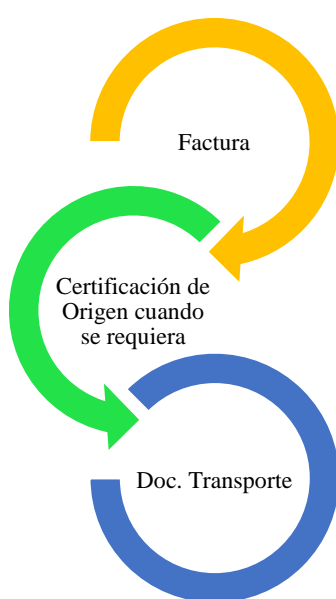 Factura
Certificación de
Origen cuando
se requiera
Doc. Transporte